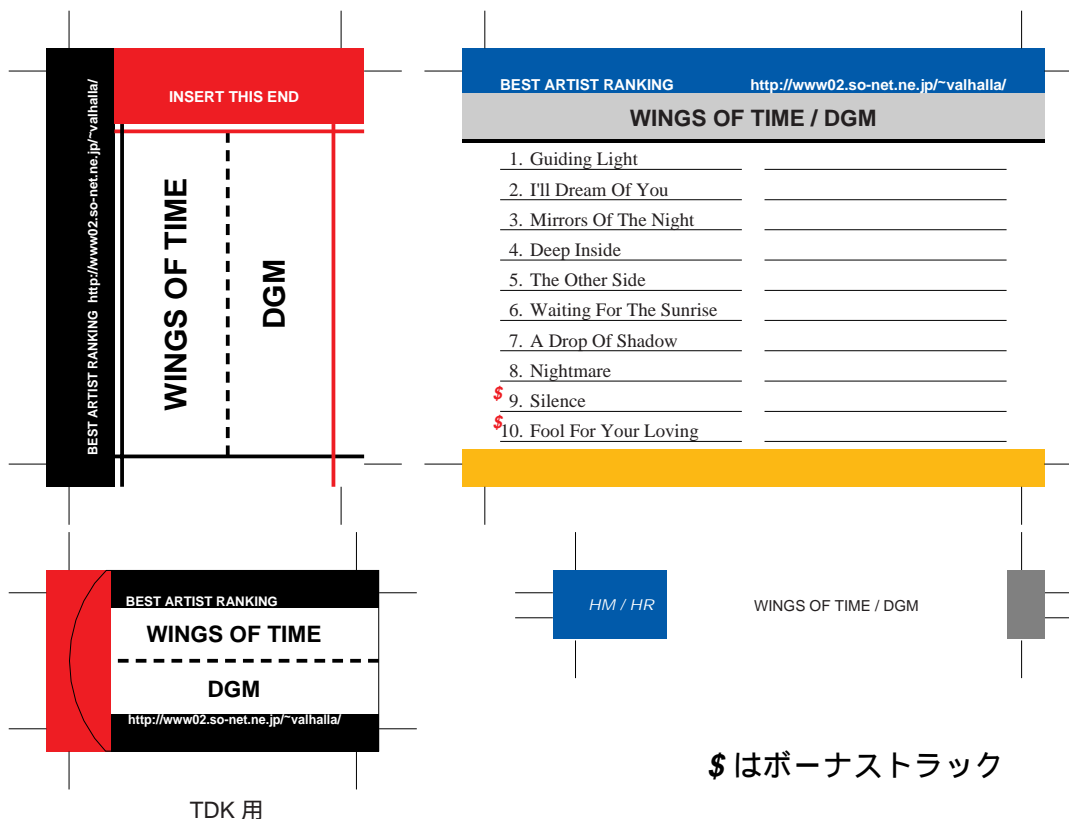 BEST ARTIST RANKING http://www02.so-net.ne.jp/~valhalla/
INSERT THIS END
WINGS OF TIME
DGM
BEST ARTIST RANKING http://www02.so-net.ne.jp/~valhalla/
WINGS OF TIME / DGM
1. Guiding Light
2. I'll Dream Of You
3. Mirrors Of The Night
4. Deep Inside
5. The Other Side
6. Waiting For The Sunrise
7. A Drop Of Shadow
8. Nightmare
$ 9. Silence
$ 10. Fool For Your Loving
BEST ARTIST RANKING
WINGS OF TIME
DGM
http://www02.so-net.ne.jp/~valhalla/
TDK 用
HM / HR
WINGS OF TIME / DGM
$ はボーナストラック